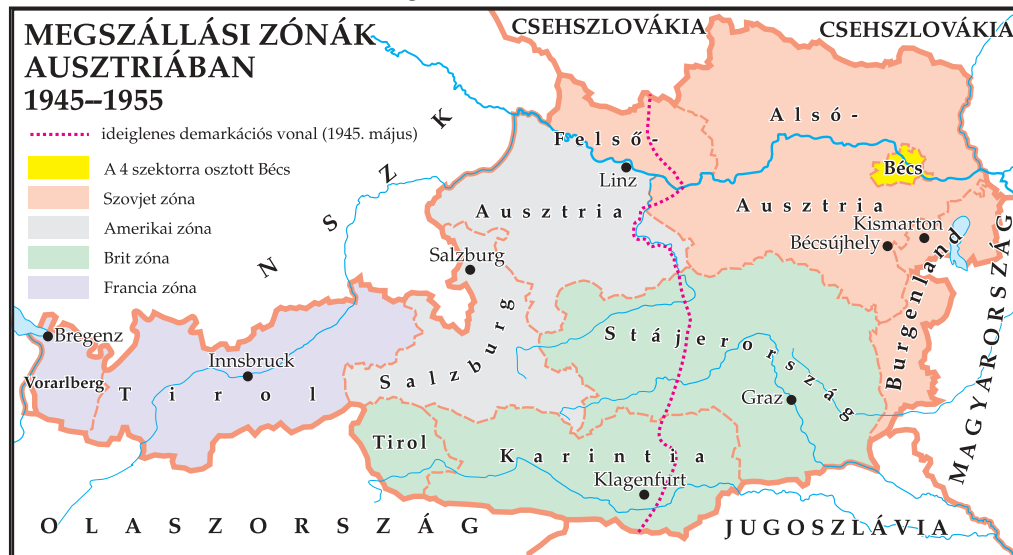 MEGSZÁLLÁSI ZÓNÁK
AUSZTRIÁBAN
1945–1955
ideiglenes demarkációs vonal (1945. május)
A 4 szektorra osztott Bécs
Szovjet zóna
Amerikai zóna
Brit zóna
Francia zóna
CSEHSZLOVÁKIA
CSEHSZLOVÁKIA
NSZK
Alsó-
Felső-
Bécs
Linz
Ausztria
Ausztria
Kismarton
Bécsújhely
Salzburg
Burgenland
MAGYARORSZÁG
Bregenz
Innsbruck
Vorarlberg
Tirol
Salzburg
Stájerország
Graz
Tirol
Karintia
Klagenfurt
OLASZORSZÁG
JUGOSZLÁVIA